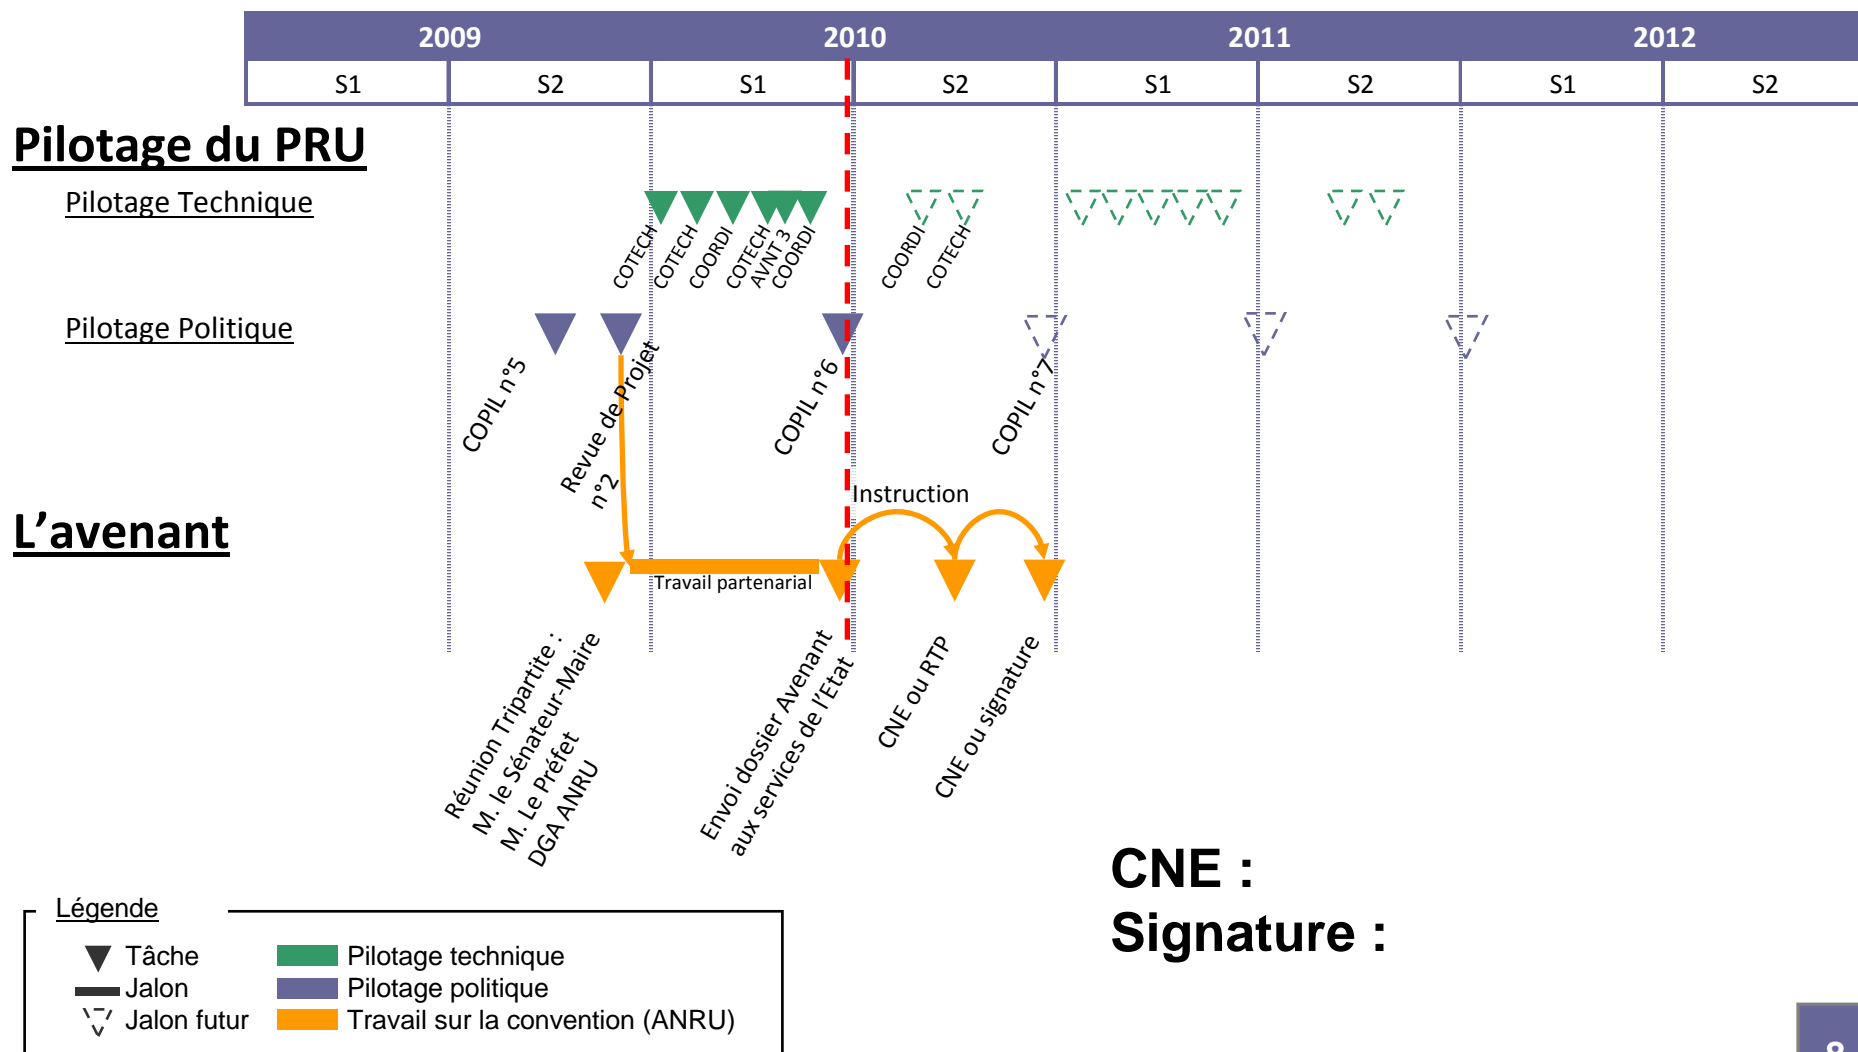 2009
2010
2011
2012
S1
S2
S1
S2
S1
S2
S1
S2
Pilotage du PRU
Pilotage Technique
COTECH
COTECH
COORDI
COTECH
AVNT 3
COORDI
COORDI
COTECH
Pilotage Politique
COPIL n°5
Revue de Projet
n°2
COPIL n°6
COPIL n°7
L’avenant
Instruction
Travail partenarial
Réunion Tripartite :
M. le Sénateur-Maire
M. Le Préfet
DGA ANRU
Envoi dossier Avenant
aux services de l’Etat
CNE ou RTP
CNE ou signature
CNE :
Signature :
Légende
Tâche
Pilotage technique
Jalon
Pilotage politique
Jalon futur
Travail sur la convention (ANRU)
8